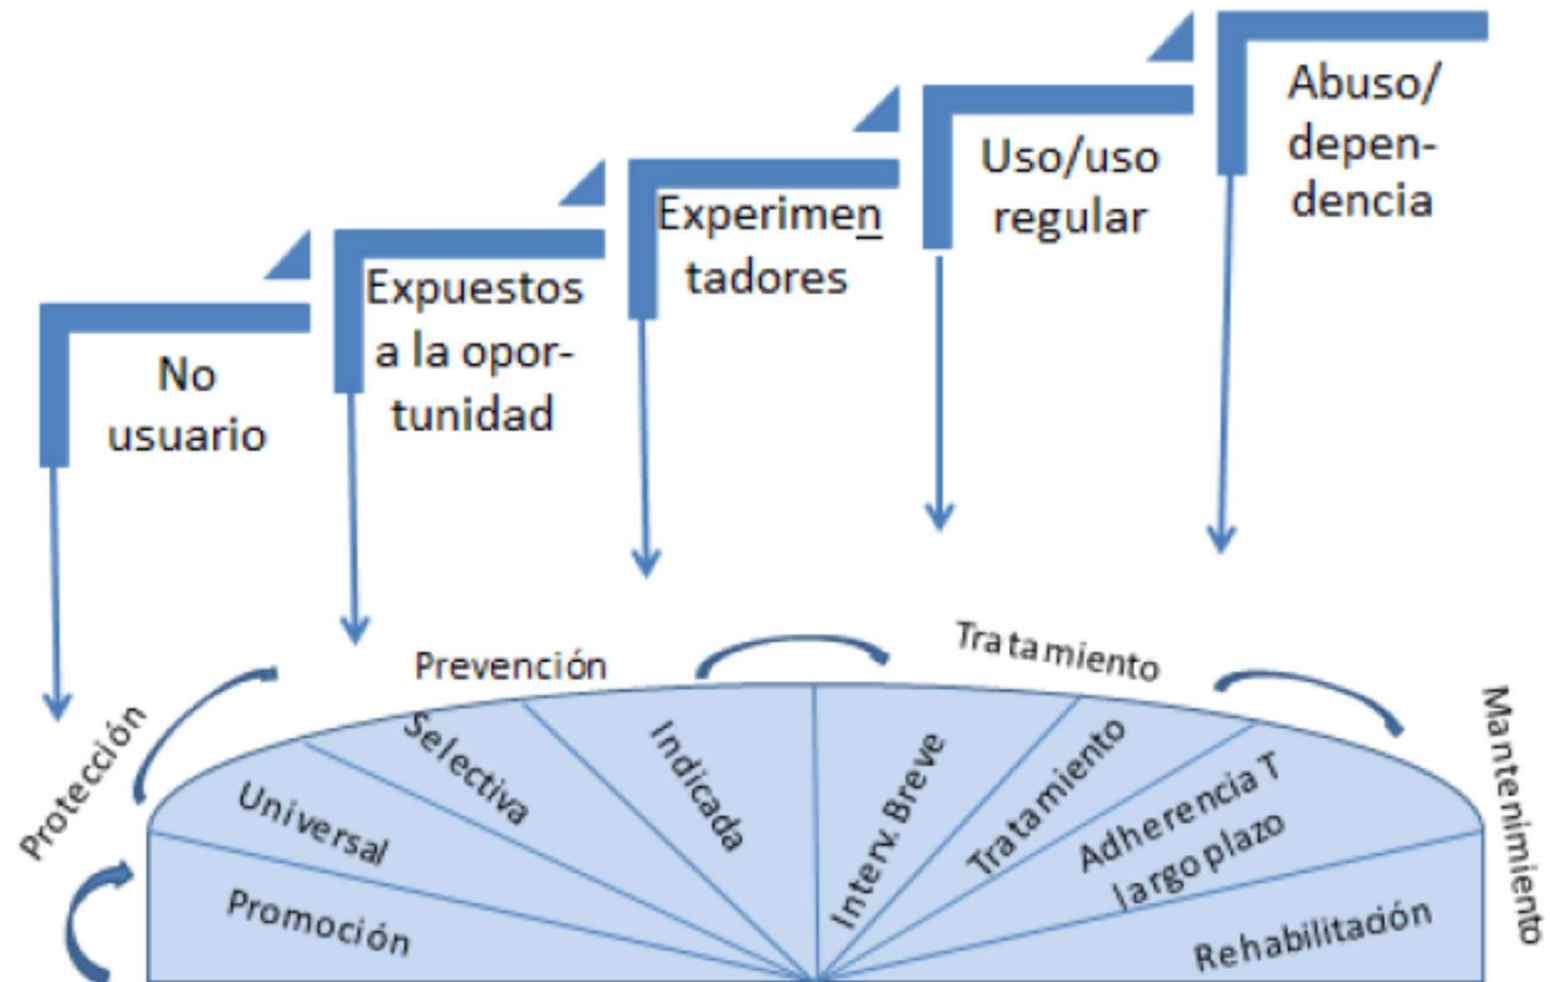 No
usuario
Expuestos
a la opor-
tunidad
Experimen
tadores
Uso/uso
regular
Abuso/
depen-
dencia
Protección
Prevención
Tratamiento
Mantenimiento
Promoción
Universal
Selectiva
Indicada
Interv. Breve
Tratamiento
Adherencia T
largo plazo
Rehabilitación